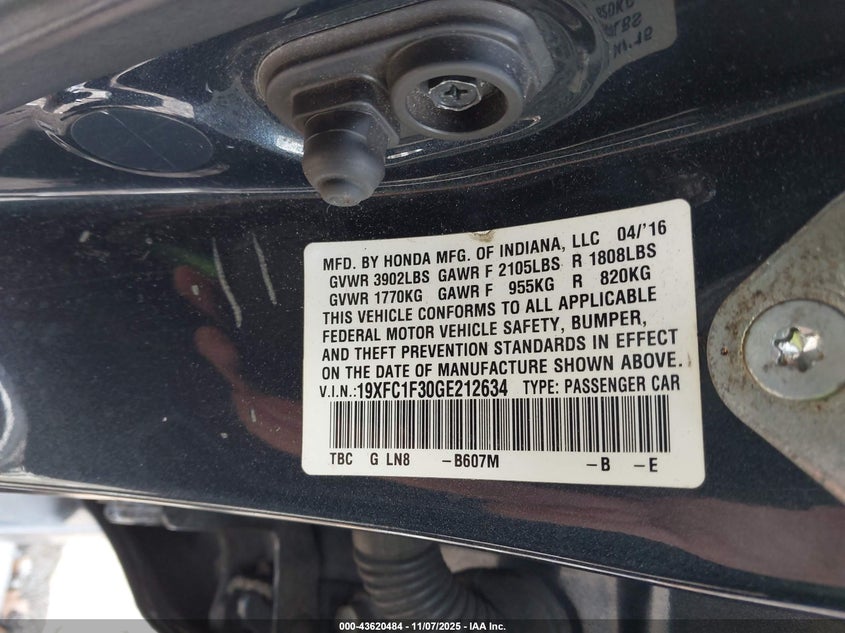 MFD. BY HONDA MFG. OF INDIANA, LLC 04/'16
GVWR 3902LBS GAWR F 2105LBS R 1808LBS
GVWR 1770KG GAWR F 955KG R 820KG
THIS VEHICLE CONFORMS TO ALL APPLICABLE
FEDERAL MOTOR VEHICLE SAFETY, BUMPER,
AND THEFT PREVENTION STANDARDS IN EFFECT
ON THE DATE OF MANUFACTURE SHOWN ABOVE.
V.I.N.:19XFC1F30GE212634 TYPE: PASSENGER CAR
TBC G LN8 -B607M -B -E
000-43620484 - 11/07/2025 - IAA Inc.